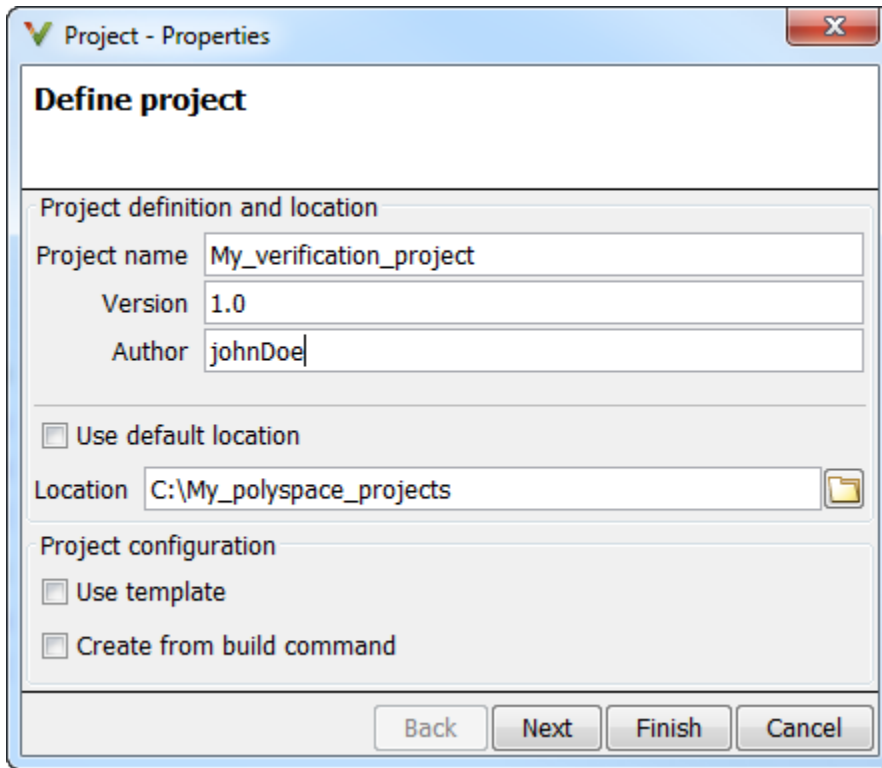 Project - Properties
Define project
Project definition and location
Project name My_verification_project
Version 1.0
Author johnDoe
Use default location
Location C:\My_polyspace_projects
Project configuration
Use template
Create from build command
Back Next Finish Cancel